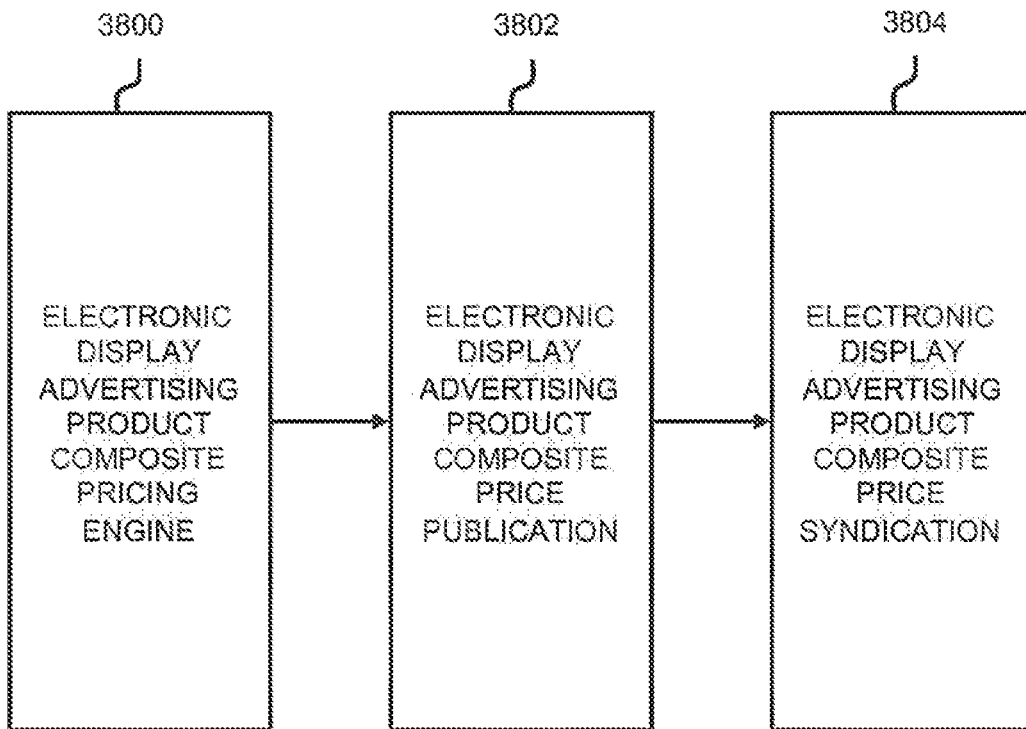 3800
3802
3804
ELECTRONIC
DISPLAY
ADVERTISING
PRODUCT
COMPOSITE
PRICING
ENGINE
ELECTRONIC
DISPLAY
ADVERTISING
PRODUCT
COMPOSITE
PRICE
PUBLICATION
ELECTRONIC
DISPLAY
ADVERTISING
PRODUCT
COMPOSITE
PRICE
SYNDICATION